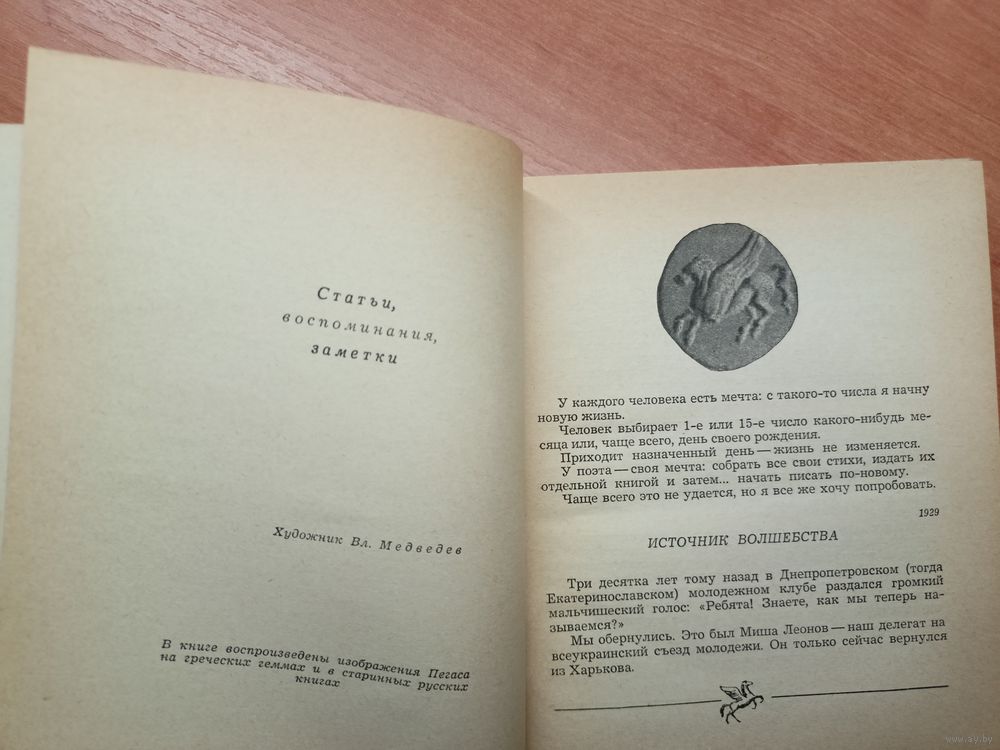 Статьи,
воспоминания,
заметки
Художник Вл. Медведев
В книге воспроизведены изображения Пегаса
на греческих геммах и в старинных русских
книгах
У каждого человека есть мечта: с такого-то числа я начну
новую жизнь.
Человек выбирает 1-е или 15-е число какого-нибудь ме-
сяца или, чаще всего, день своего рождения.
Приходит назначенный день — жизнь не изменяется.
У поэта — своя мечта: собрать все свои стихи, издать их
отдельной книгой и затем... начать писать по-новому.
Чаще всего это не удается, но я все же хочу попробовать.
1929
ИСТОЧНИК ВОЛШЕБСТВА
Три десятка лет тому назад в Днепропетровском (тогда
Екатеринославском) молодежном клубе раздался громкий
мальчишеский голос: «Ребята! Знаете, как мы теперь на-
зываемся?»
Мы обернулись. Это был Миша Леонов — наш делегат на
всеукраинский съезд молодежи. Он только сейчас вернулся
из Харькова.
www.ay.by